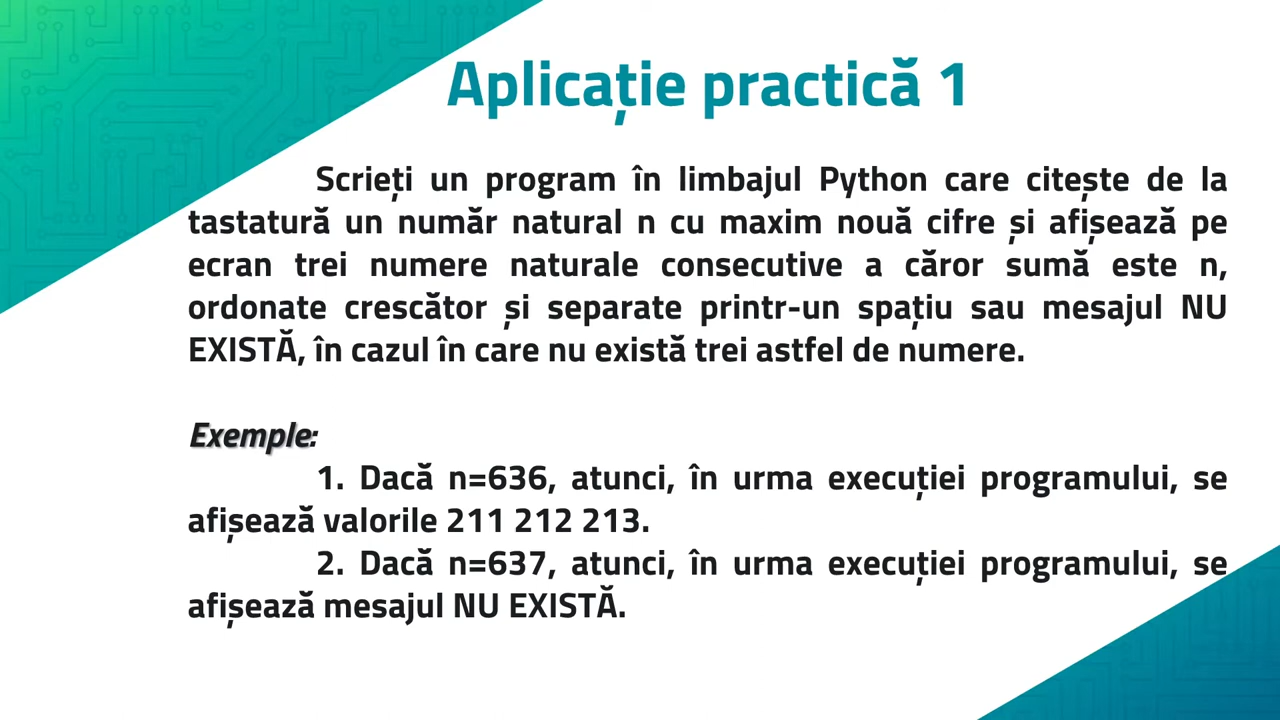 Aplicație practică 1
Scrieți un program în limbajul Python care citește de la
tastatură un număr natural n cu maxim nouă cifre și afișează pe
ecran trei numere naturale consecutive a căror sumă este n,
ordonate crescător și separate printr-un spațiu sau mesajul NU
EXISTĂ, în cazul în care nu există trei astfel de numere.
Exemple:
1. Dacă n=636, atunci, în urma execuției programului, se
afișează valorile 211 212 213.
2. Dacă n=637, atunci, în urma execuției programului, se
afișează mesajul NU EXISTĂ.